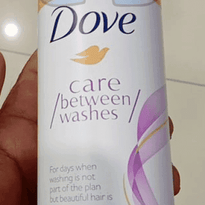 Dove
care
/between
washes/
For days when
washing is not
part of the plan
but beautiful hair is